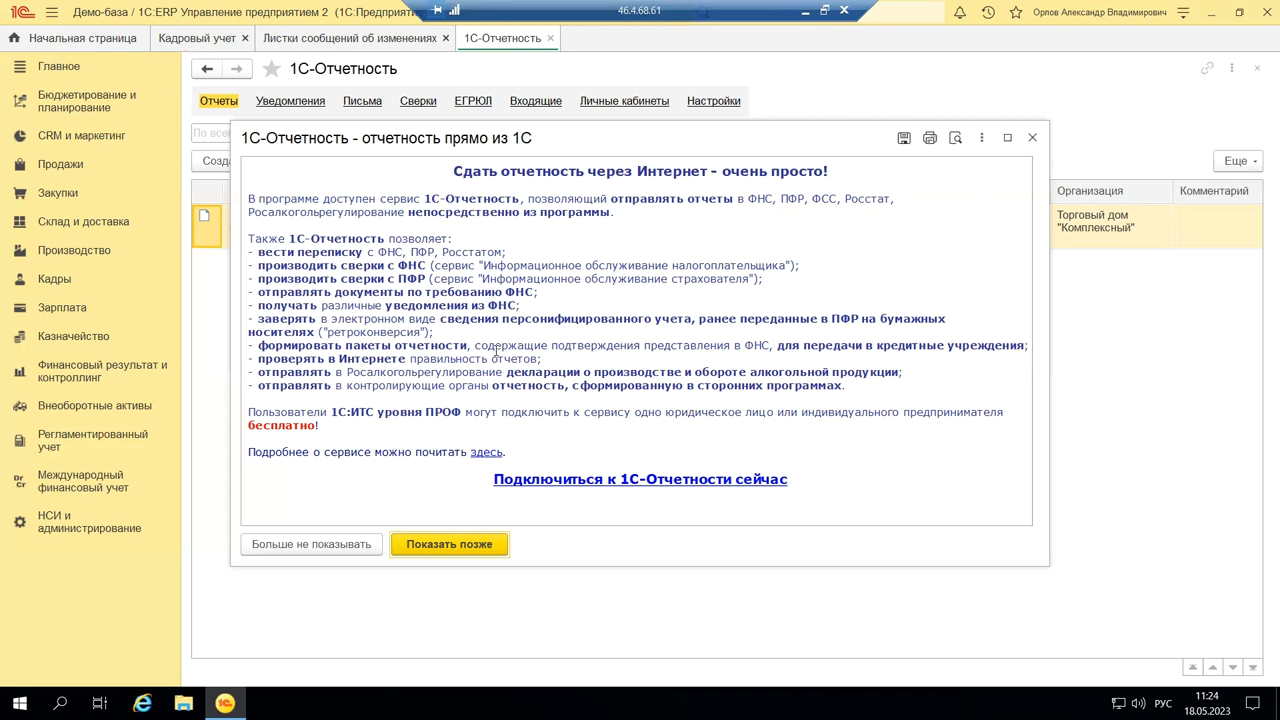 Демо-база / 1С:ERP Управление предприятием 2 (1С:Предприятие
46.4.68.61
Орлов Александр Владимирович
Начальная страница
Кадровый учет ×
Листки сообщений об изменениях ×
1С-Отчетность ×
Главное
Бюджетирование и планирование
CRM и маркетинг
Продажи
Закупки
Склад и доставка
Производство
Кадры
Зарплата
Казначейство
Финансовый результат и контроллинг
Внеоборотные активы
Регламентированный учет
Международный финансовый учет
НСИ и администрирование
1С-Отчетность
Отчеты Уведомления Письма Сверки ЕГРЮЛ Входящие Личные кабинеты Настройки
По все
Созд
Еще
Организация
Комментарий
Торговый дом
"Комплексный"
1С-Отчетность - отчетность прямо из 1С
Сдать отчетность через Интернет - очень просто!
В программе доступен сервис 1С-Отчетность, позволяющий отправлять отчеты в ФНС, ПФР, ФСС, Росстат,
Росалкогольрегулирование непосредственно из программы.
Также 1С-Отчетность позволяет:
- вести переписку с ФНС, ПФР, Росстатом;
- производить сверки с ФНС (сервис "Информационное обслуживание налогоплательщика");
- производить сверки с ПФР (сервис "Информационное обслуживание страхователя");
- отправлять документы по требованию ФНС;
- получать различные уведомления из ФНС;
- заверять в электронном виде сведения персонифицированного учета, ранее переданные в ПФР на бумажных
носителях ("ретроконверсия");
- формировать пакеты отчетности, содержащие подтверждения представления в ФНС, для передачи в кредитные учреждения;
- проверять в Интернете правильность отчетов;
- отправлять в Росалкогольрегулирование декларации о производстве и обороте алкогольной продукции;
- отправлять в контролирующие органы отчетность, сформированную в сторонних программах.
Пользователи 1С:ИТС уровня ПРОФ могут подключить к сервису одно юридическое лицо или индивидуального предпринимателя
бесплатно!
Подробнее о сервисе можно почитать здесь.
Подключиться к 1С-Отчетности сейчас
Больше не показывать
Показать позже
РУС
11:24
18.05.2023